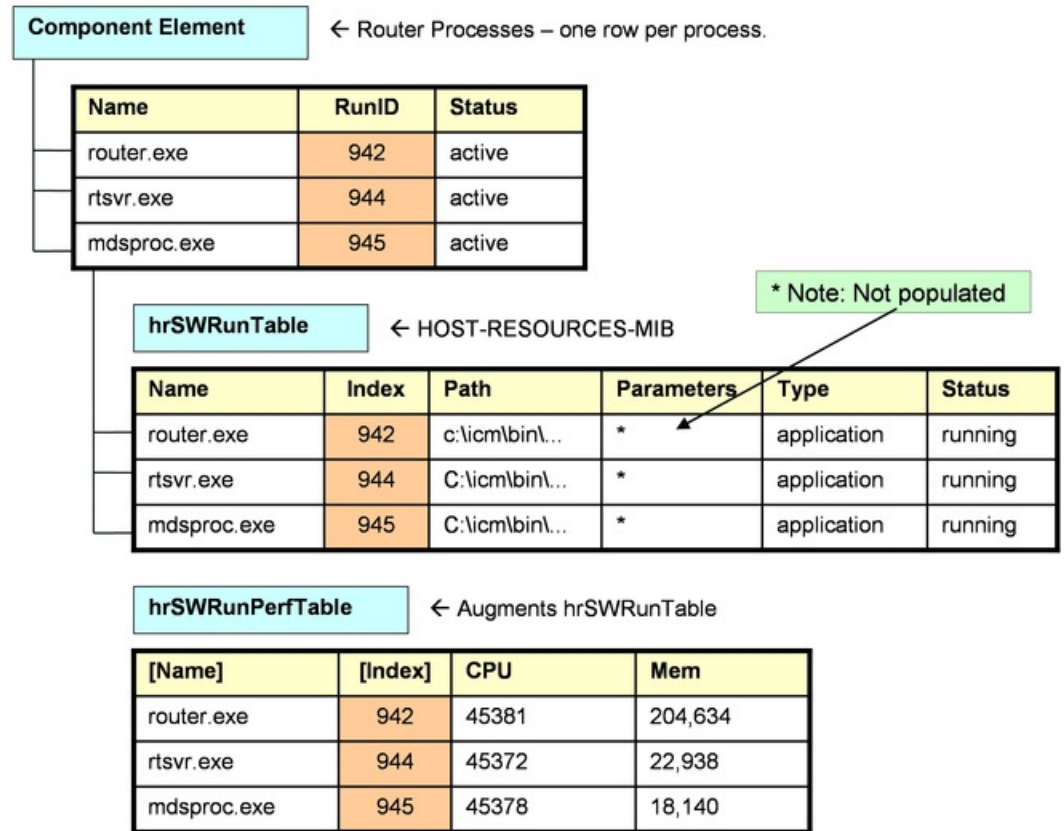 Component Element
← Router Processes – one row per process.
Name RunID Status
router.exe 942 active
rtsvr.exe 944 active
mdsproc.exe 945 active
* Note: Not populated
hrSWRunTable
← HOST-RESOURCES-MIB
Name Index Path Parameters Type Status
router.exe 942 c:\icm\bin\... * application running
rtsvr.exe 944 C:\icm\bin\... * application running
mdsproc.exe 945 C:\icm\bin\... * application running
hrSWRunPerfTable
← Augments hrSWRunTable
[Name] [Index] CPU Mem
router.exe 942 45381 204,634
rtsvr.exe 944 45372 22,938
mdsproc.exe 945 45378 18,140